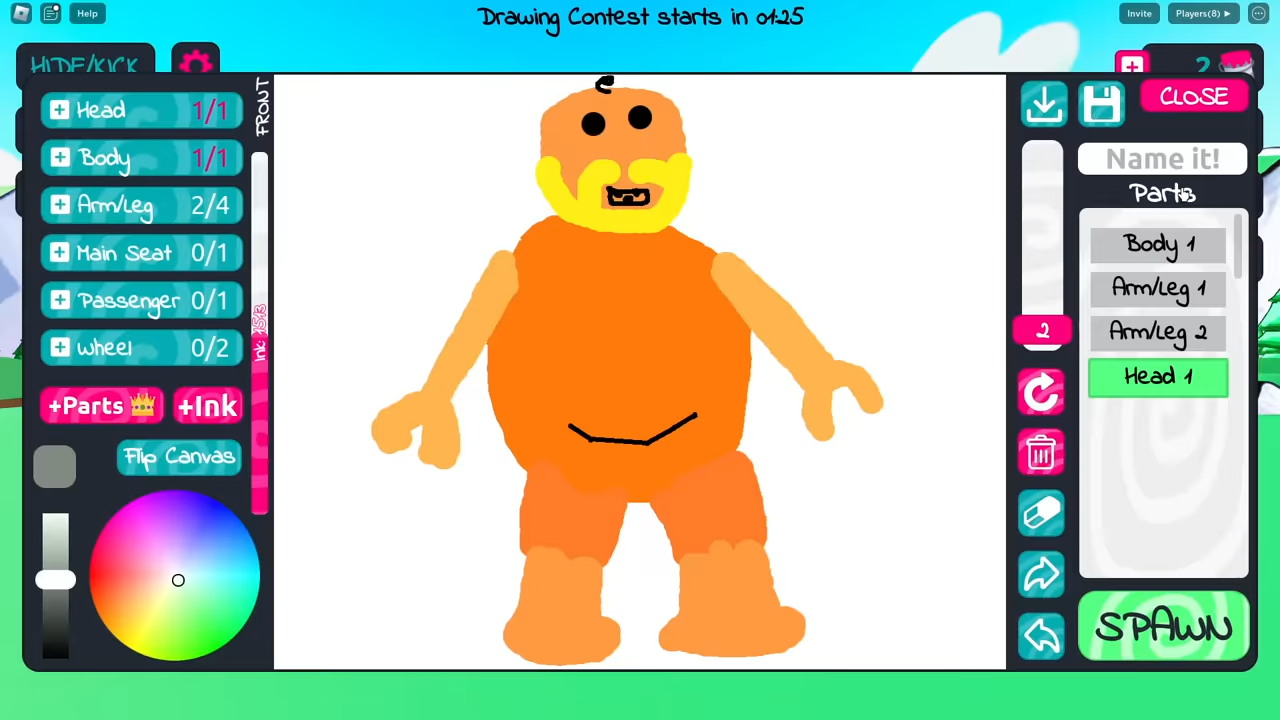 Help
Drawing Contest starts in 01:25
Invite
Players(8)
HIDE/KICK
2
FRONT
Head 1/1
Body 1/1
Arm/Leg 2/4
Main Seat 0/1
Passenger 0/1
Wheel 0/2
+Parts
+Ink
Flip Canvas
CLOSE
Name it!
Parts
Body 1
Arm/Leg 1
Arm/Leg 2
Head 1
2
SPAWN